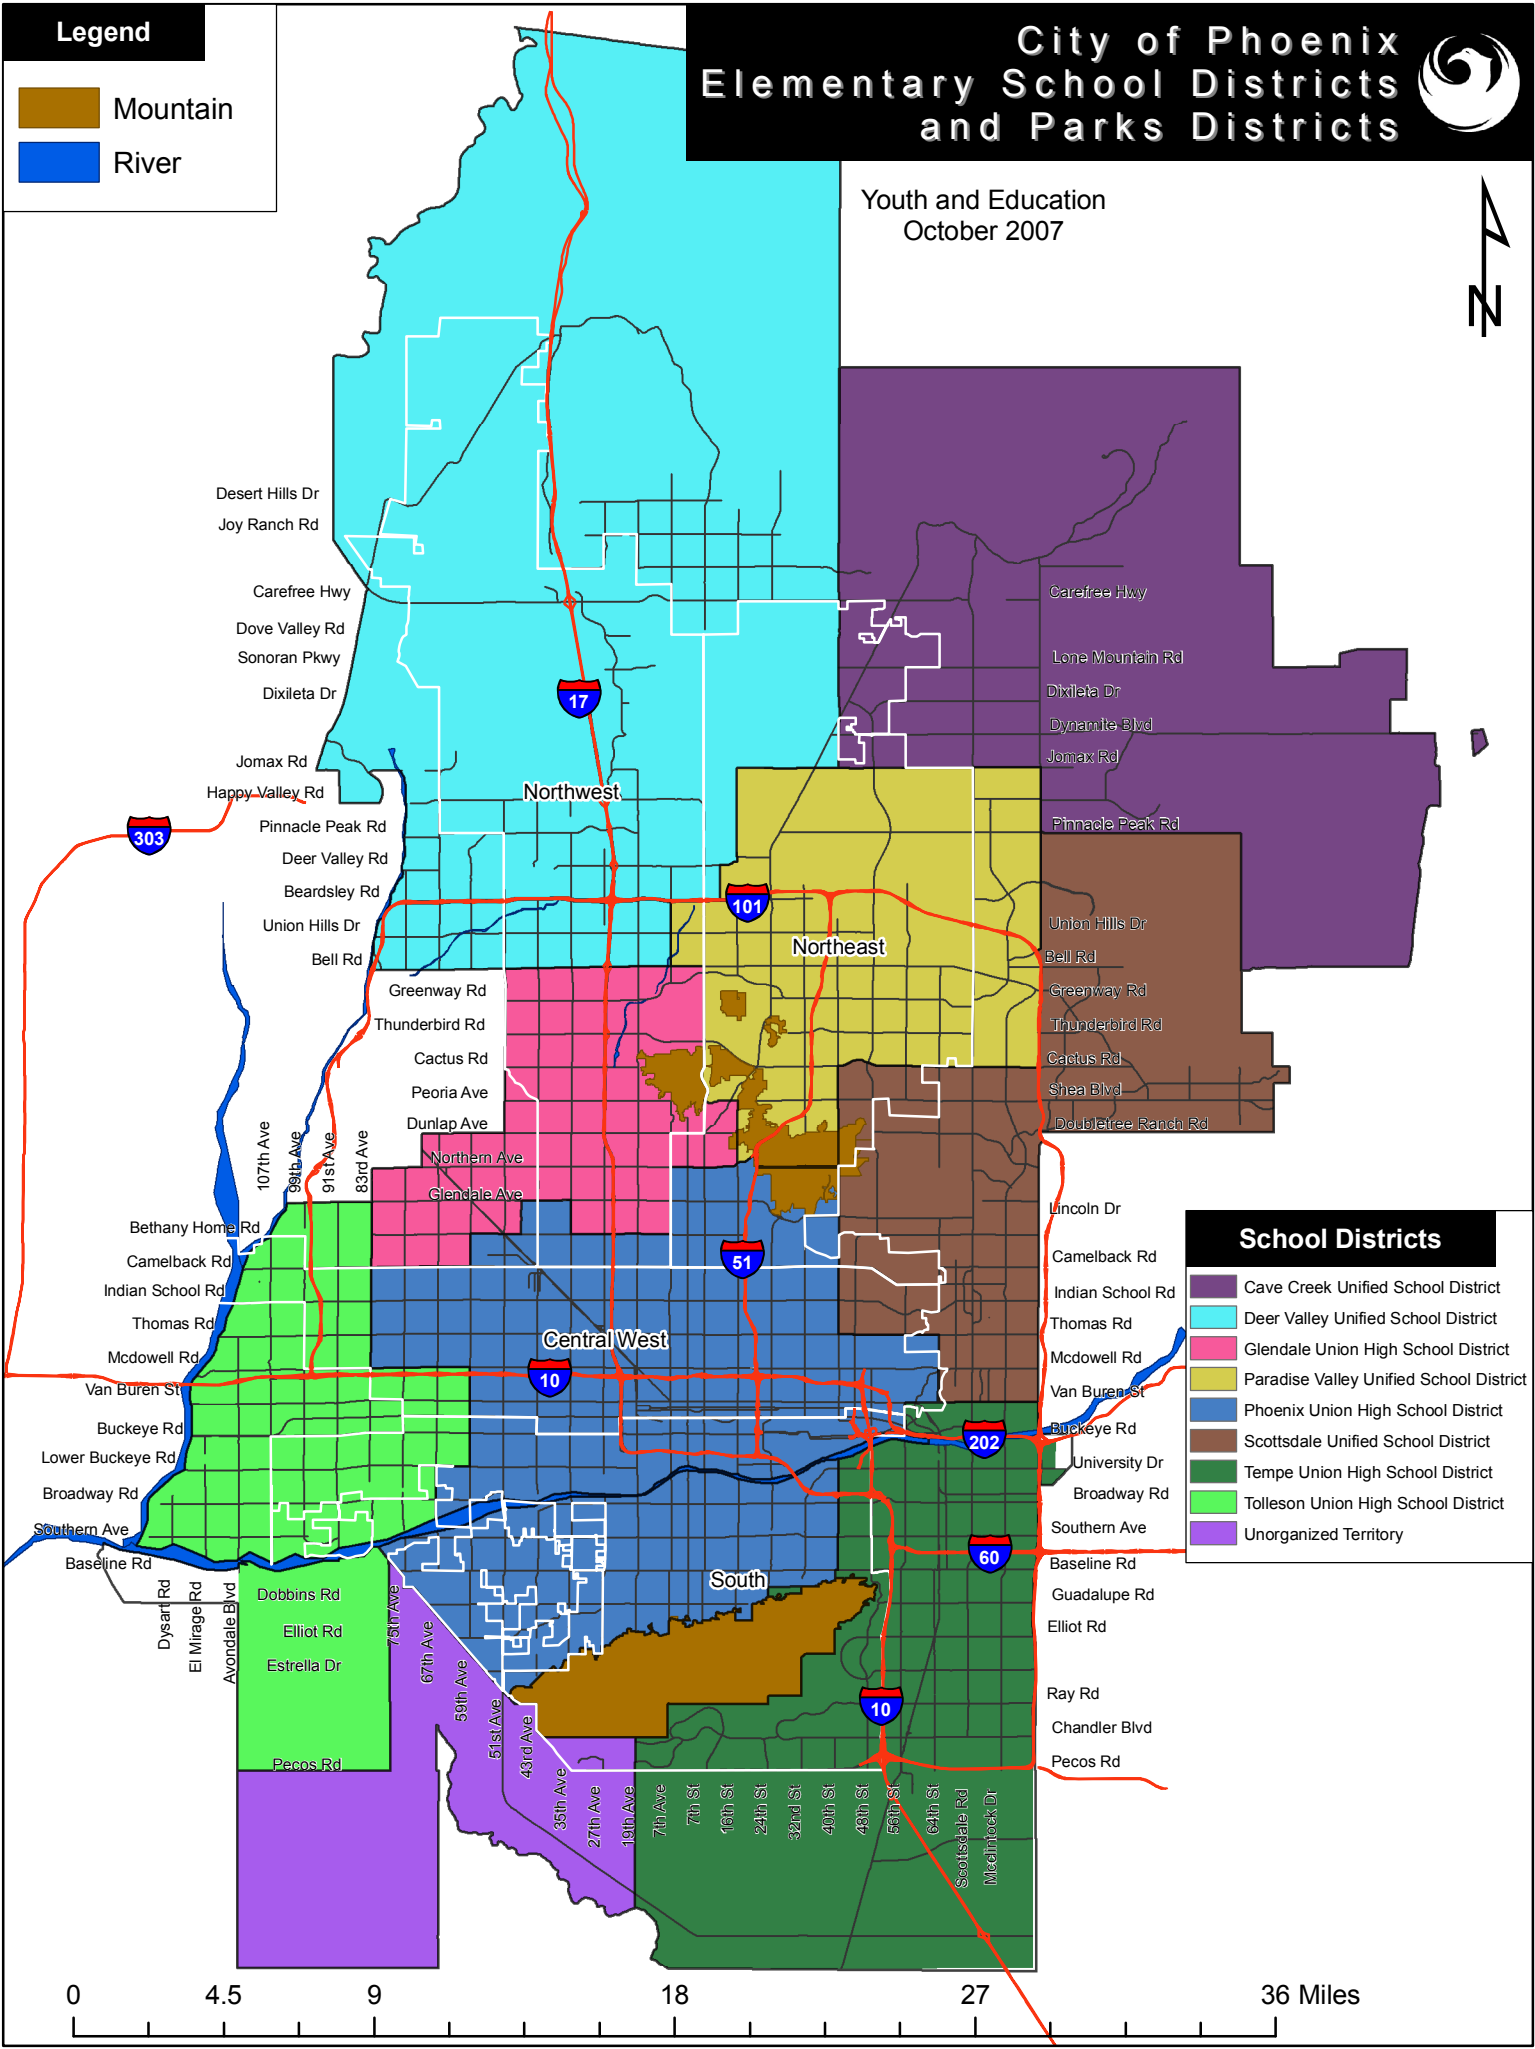 Legend
Mountain
River
City of Phoenix
Elementary School Districts
and Parks Districts
Youth and Education
October 2007
N
Desert Hills Dr
Joy Ranch Rd
Carefree Hwy
Dove Valley Rd
Sonoran Pkwy
Dixileta Dr
Jomax Rd
Happy Valley Rd
Pinnacle Peak Rd
Deer Valley Rd
Beardsley Rd
Union Hills Dr
Bell Rd
Greenway Rd
Thunderbird Rd
Cactus Rd
Peoria Ave
Dunlap Ave
Northern Ave
Glendale Ave
107th Ave
99th Ave
91st Ave
83rd Ave
Bethany Home Rd
Camelback Rd
Indian School Rd
Thomas Rd
Mcdowell Rd
Van Buren St
Buckeye Rd
Lower Buckeye Rd
Broadway Rd
Southern Ave
Baseline Rd
Dobbins Rd
Elliot Rd
Estrella Dr
Pecos Rd
Dysart Rd
El Mirage Rd
Avondale Blvd
75th Ave
67th Ave
59th Ave
51st Ave
43rd Ave
35th Ave
27th Ave
19th Ave
7th Ave
7th St
16th St
24th St
32nd St
40th St
48th St
56th St
64th St
Scottsdale Rd
Mcclintock Dr
17
303
101
51
10
202
60
10
Northwest
Northeast
Central West
South
Carefree Hwy
Lone Mountain Rd
Dixileta Dr
Dynamite Blvd
Jomax Rd
Pinnacle Peak Rd
Union Hills Dr
Bell Rd
Greenway Rd
Thunderbird Rd
Cactus Rd
Shea Blvd
Doubletree Ranch Rd
Lincoln Dr
Camelback Rd
Indian School Rd
Thomas Rd
Mcdowell Rd
Van Buren St
Buckeye Rd
University Dr
Broadway Rd
Southern Ave
Baseline Rd
Guadalupe Rd
Elliot Rd
Ray Rd
Chandler Blvd
Pecos Rd
School Districts
Cave Creek Unified School District
Deer Valley Unified School District
Glendale Union High School District
Paradise Valley Unified School District
Phoenix Union High School District
Scottsdale Unified School District
Tempe Union High School District
Tolleson Union High School District
Unorganized Territory
0 4.5 9 18 27 36 Miles